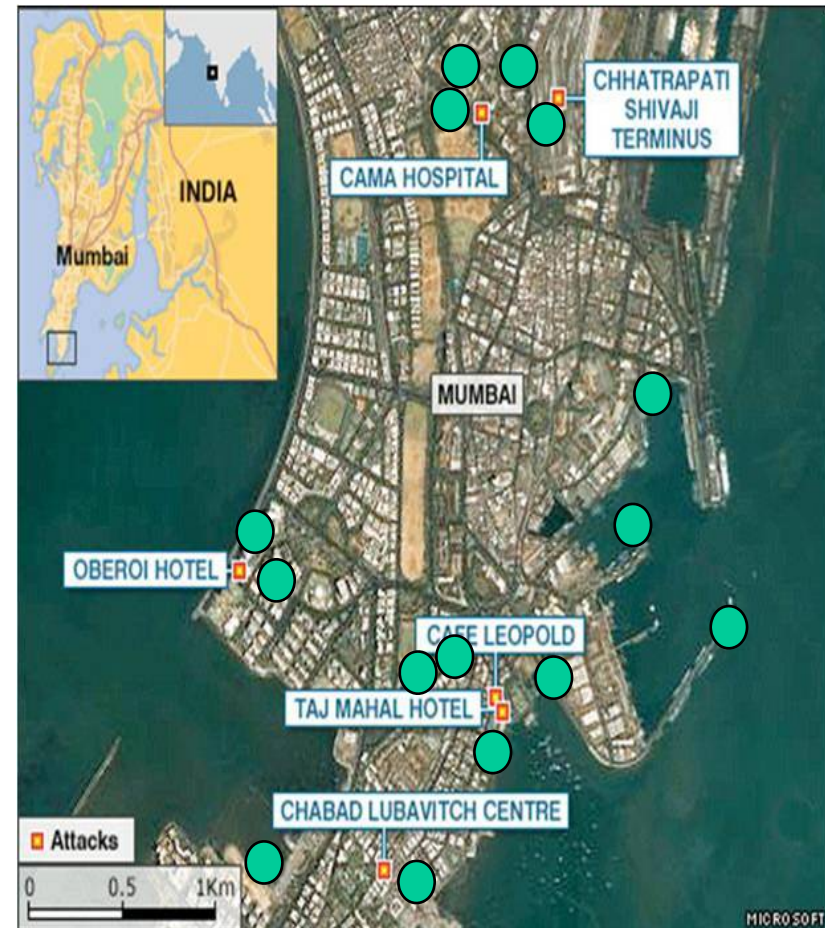 INDIA
Mumbai
CHHATRAPATI
SHIVAJI
TERMINUS
CAMA HOSPITAL
MUMBAI
OBEROI HOTEL
CAFE LEOPOLD
TAJ MAHAL HOTEL
CHABAD LUBAVITCH CENTRE
Attacks
0 0.5 1Km
MICROSOFT